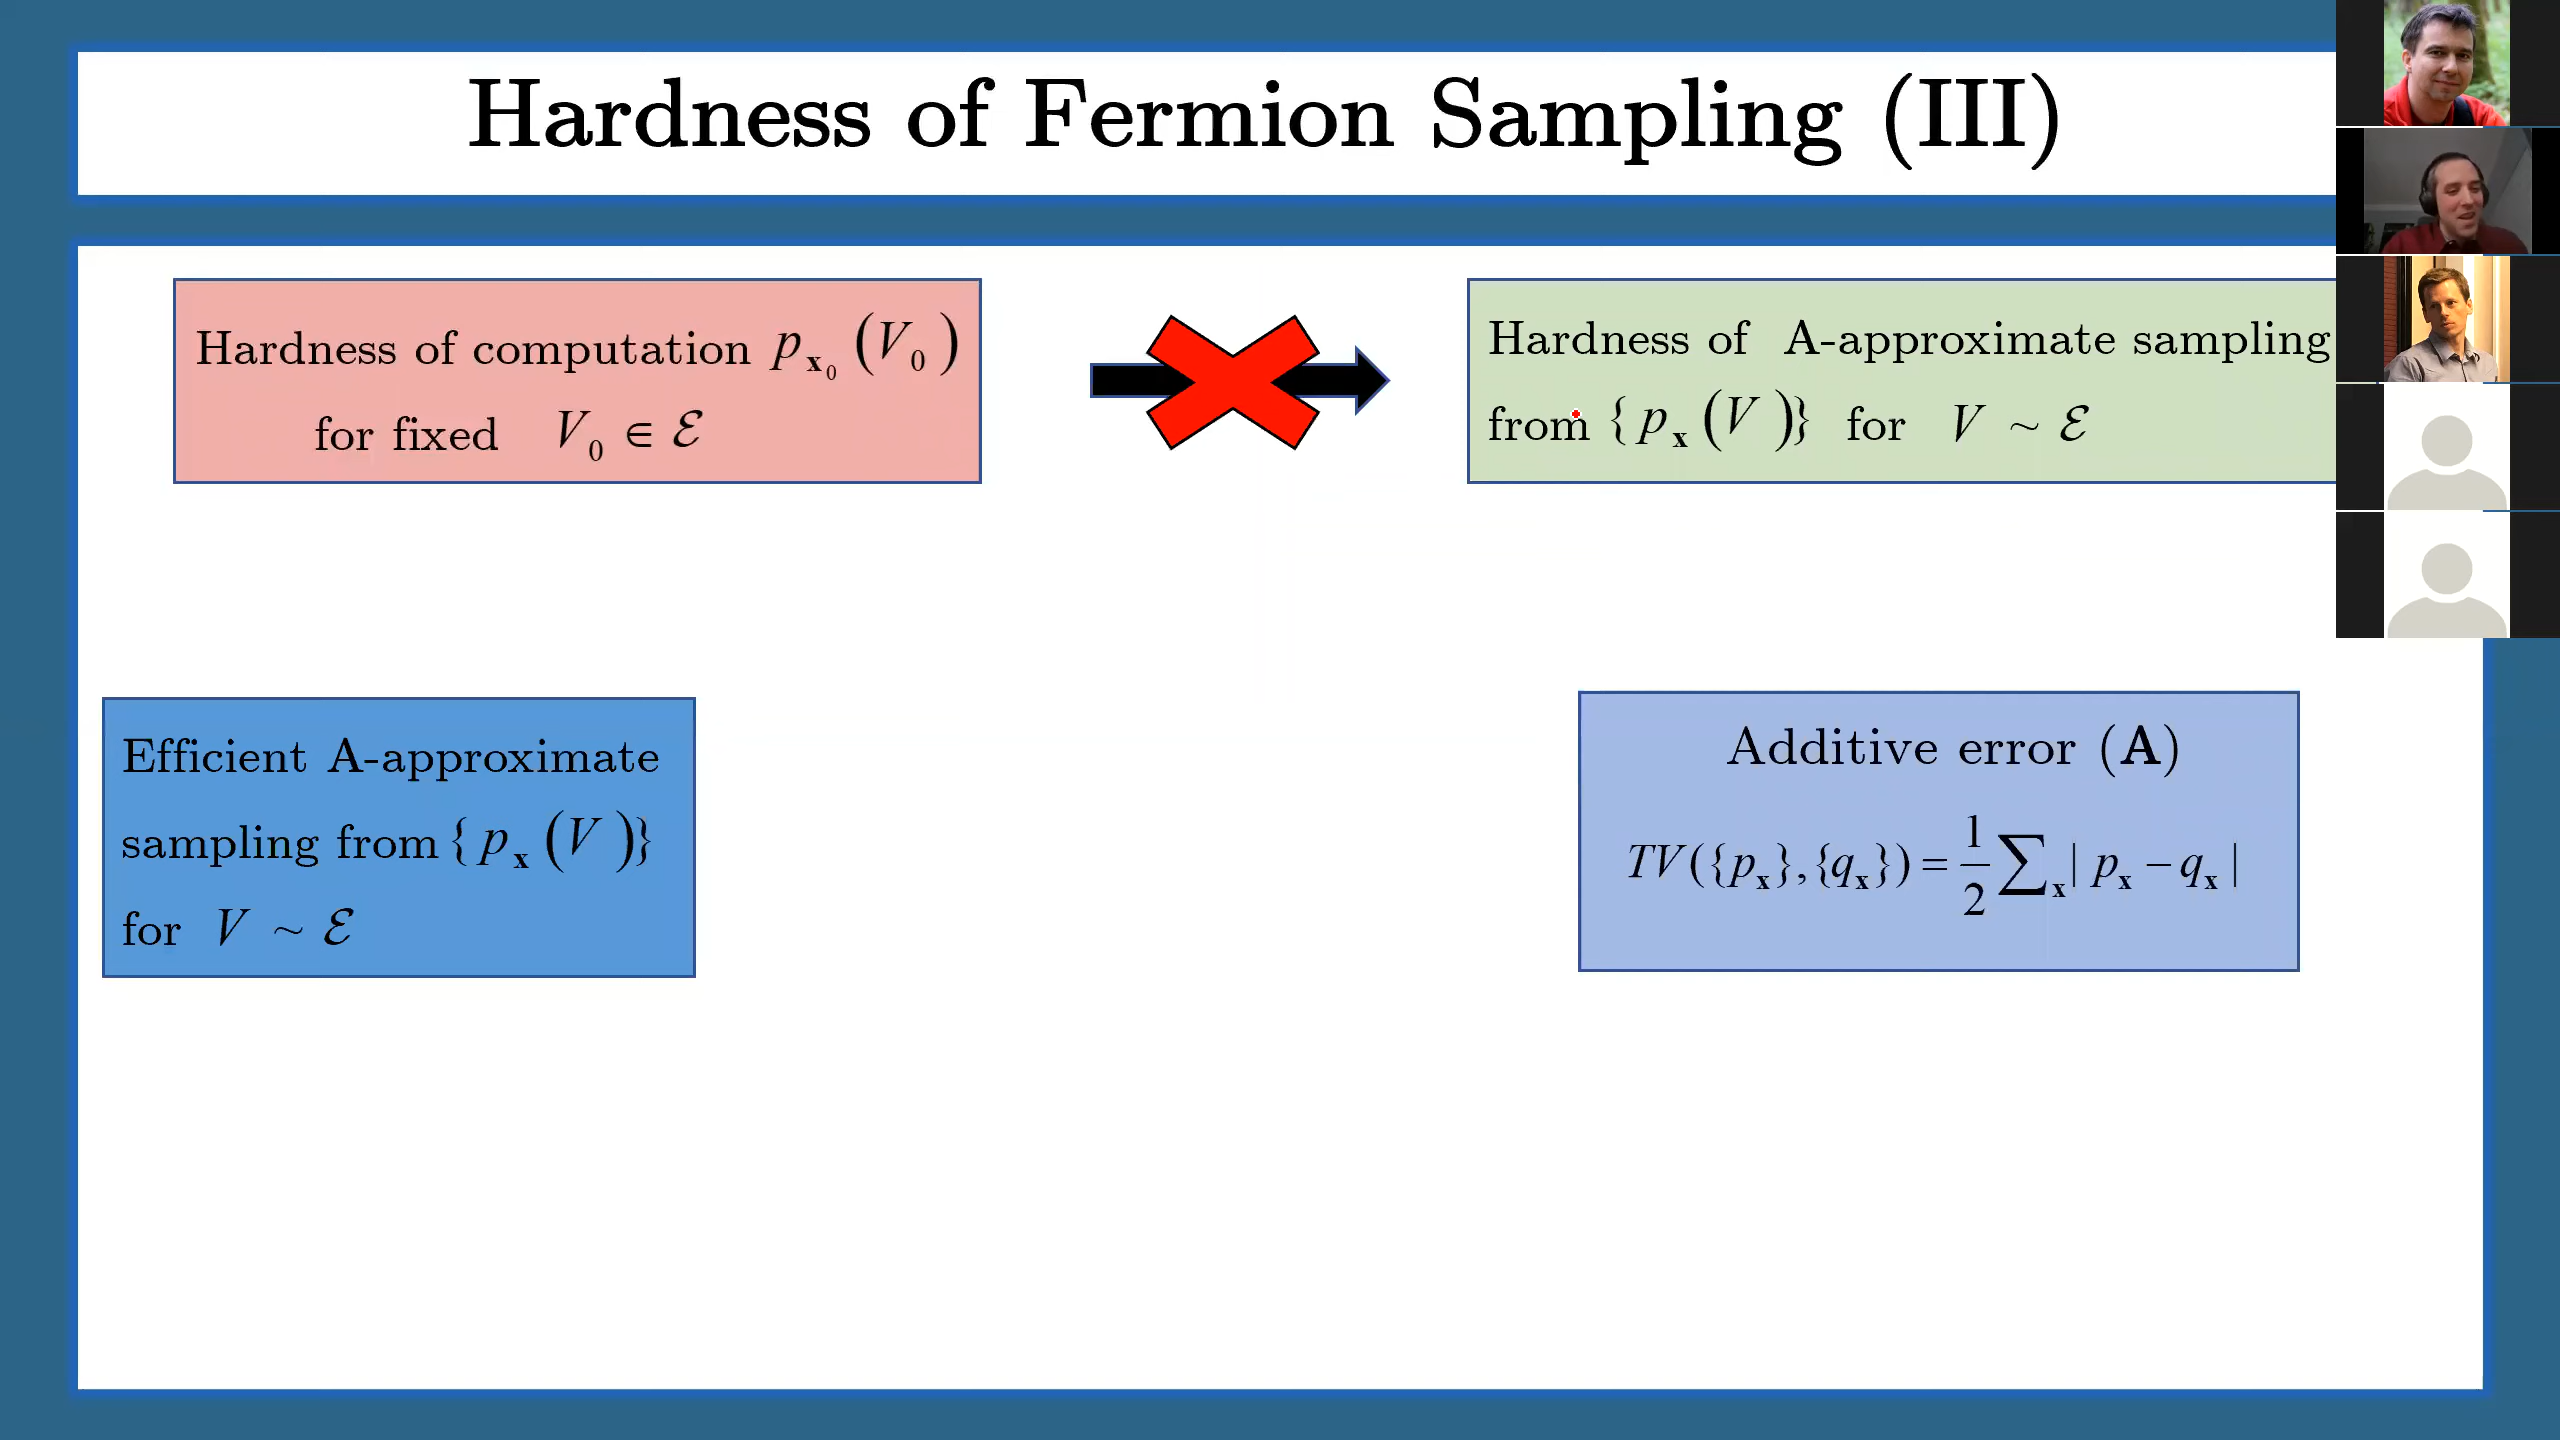 Hardness of Fermion Sampling (III)
Hardness of computation p_{x_0}(V_0)
for fixed V_0 ∈ ℰ
Hardness of A-approximate sampling
from {p_x(V)} for V ~ ℰ
Efficient A-approximate
sampling from {p_x(V)}
for V ~ ℰ
Additive error (A)
TV({p_x},{q_x}) = 1/2 ∑_x | p_x − q_x |